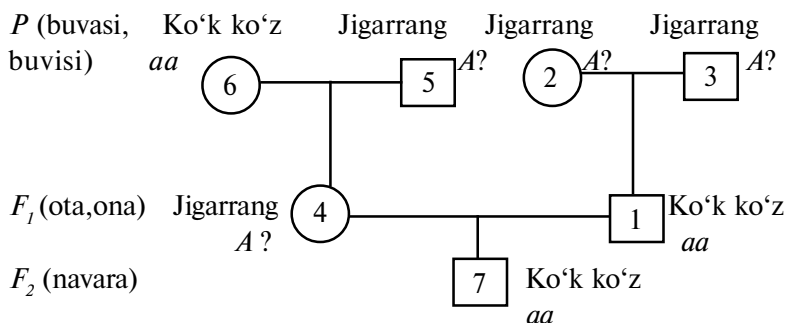 P (buvasi, Ko‘k ko‘z Jigarrang Jigarrang Jigarrang
buvisi) aa 6 5 A? 2 A? 3 A?
F₁ (ota,ona) Jigarrang 4 1 Ko‘k ko‘z
A ? aa
F₂ (navara) 7 Ko‘k ko‘z
aa